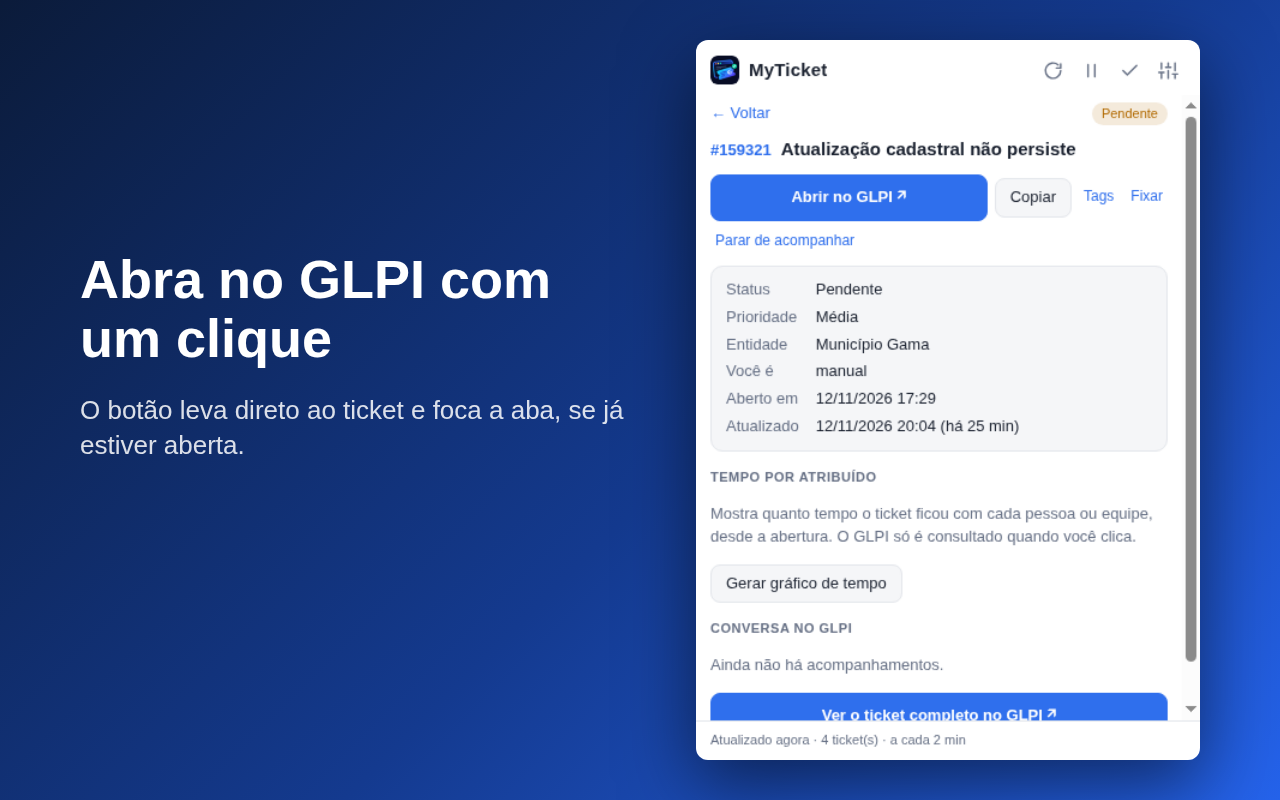 Abra no GLPI com
um clique
O botão leva direto ao ticket e foca a aba, se já
estiver aberta.
MyTicket
← Voltar
Pendente
#159321 Atualização cadastral não persiste
Abrir no GLPI ↗
Copiar
Tags
Fixar
Parar de acompanhar
Status Pendente
Prioridade Média
Entidade Município Gama
Você é manual
Aberto em 12/11/2026 17:29
Atualizado 12/11/2026 20:04 (há 25 min)
TEMPO POR ATRIBUÍDO
Mostra quanto tempo o ticket ficou com cada pessoa ou equipe,
desde a abertura. O GLPI só é consultado quando você clica.
Gerar gráfico de tempo
CONVERSA NO GLPI
Ainda não há acompanhamentos.
Ver o ticket completo no GLPI ↗
Atualizado agora · 4 ticket(s) · a cada 2 min